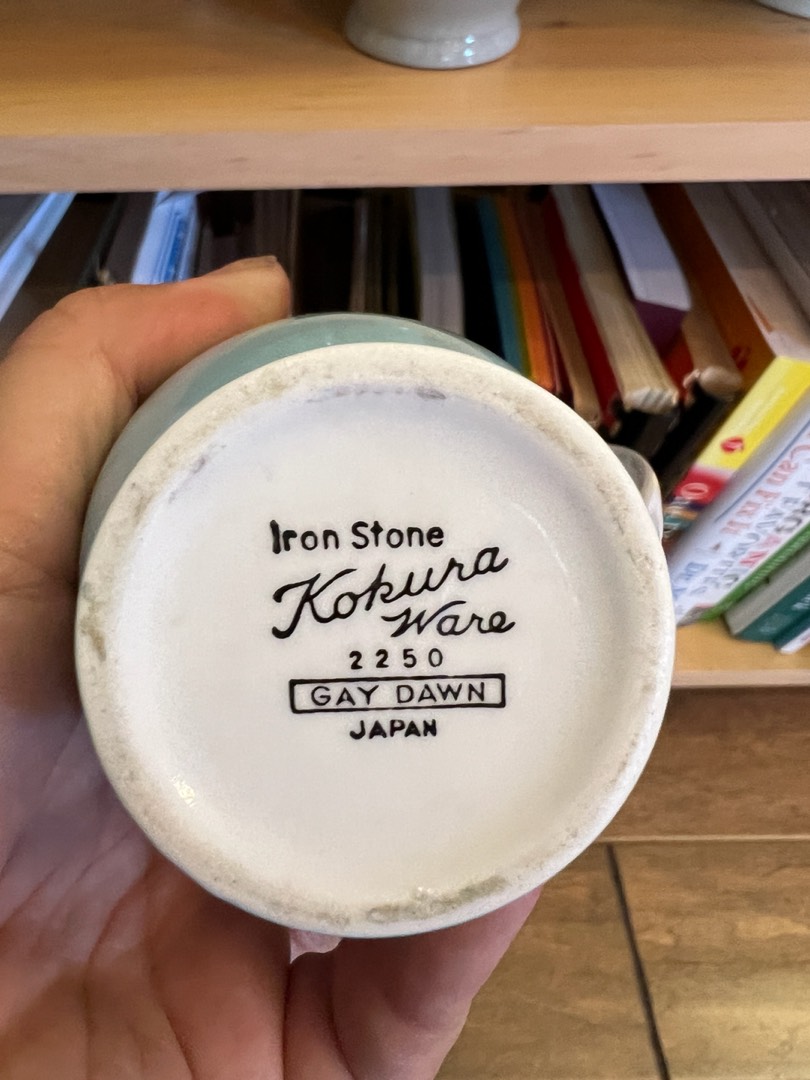 Iron Stone
Kokura
Ware
2250
GAY DAWN
JAPAN